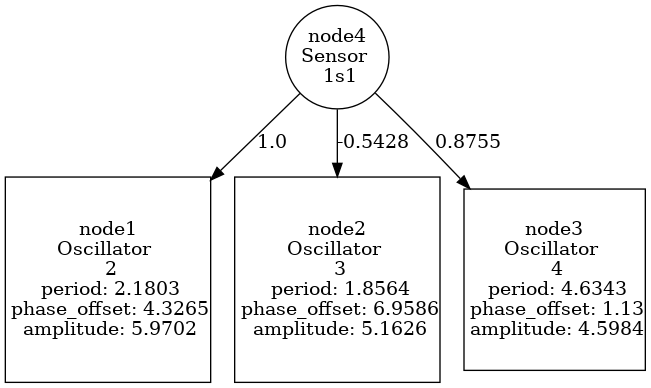 node4
Sensor
1s1
1.0
-0.5428
0.8755
node1
Oscillator
2
period: 2.1803
phase_offset: 4.3265
amplitude: 5.9702
node2
Oscillator
3
period: 1.8564
phase_offset: 6.9586
amplitude: 5.1626
node3
Oscillator
4
period: 4.6343
phase_offset: 1.13
amplitude: 4.5984